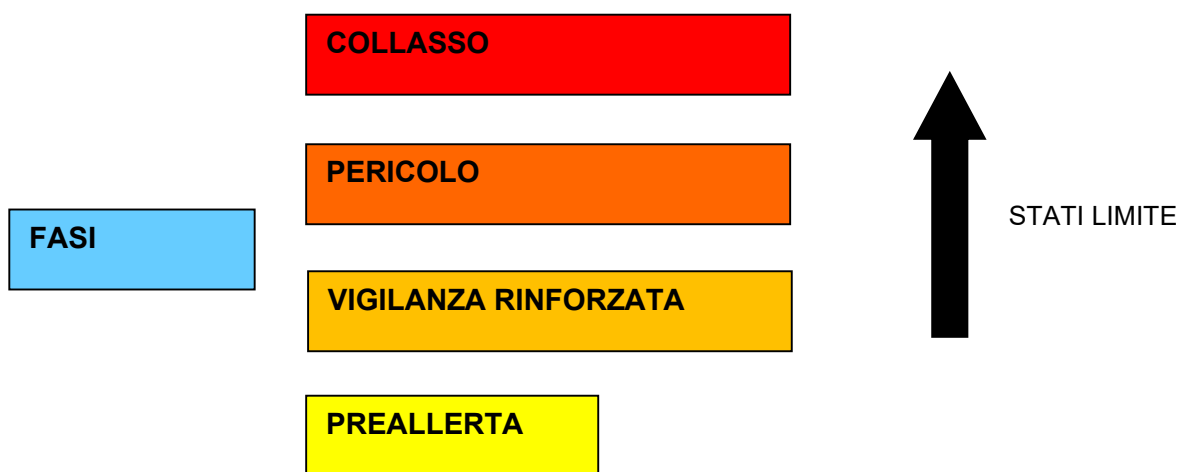 COLLASSO
PERICOLO
STATI LIMITE
FASI
VIGILANZA RINFORZATA
PREALLERTA